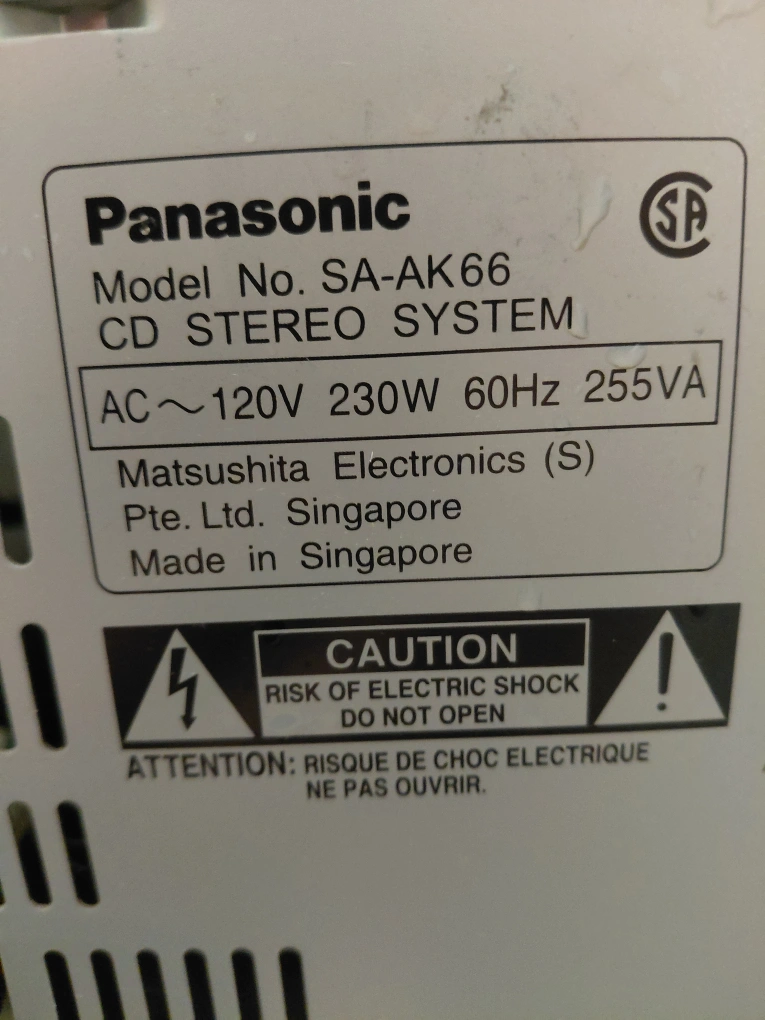 Panasonic
SA
Model No. SA-AK66
CD STEREO SYSTEM
AC～120V 230W 60Hz 255VA
Matsushita Electronics (S)
Pte. Ltd. Singapore
Made in Singapore
CAUTION
RISK OF ELECTRIC SHOCK
DO NOT OPEN
ATTENTION: RISQUE DE CHOC ELECTRIQUE
NE PAS OUVRIR.